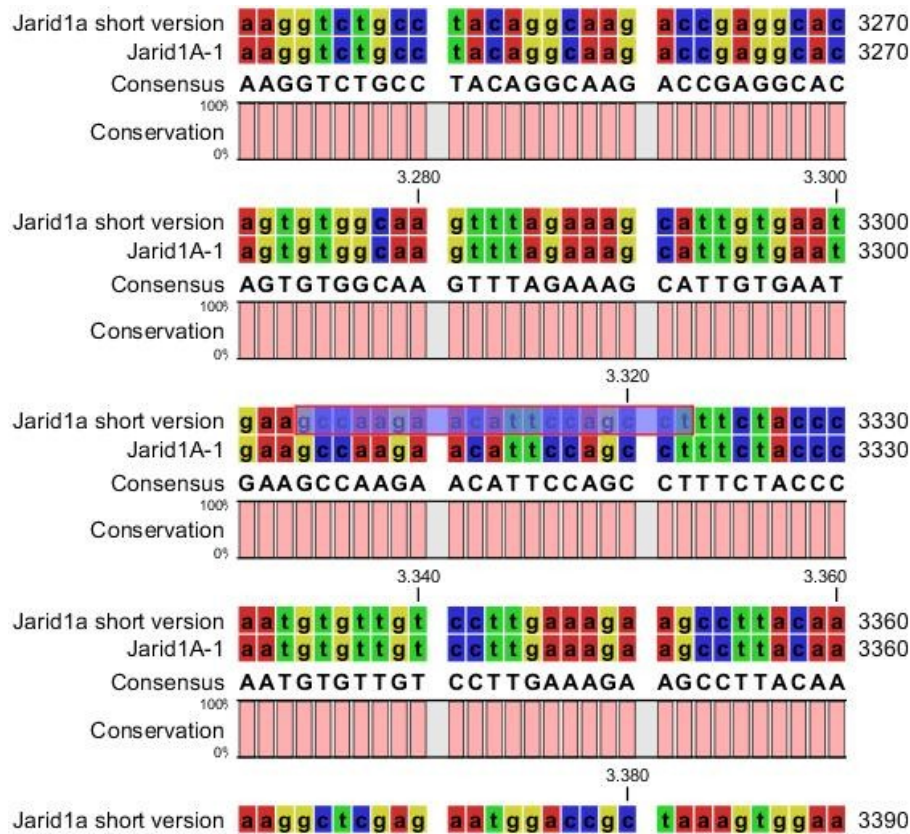 Jarid1a short version aaggtctgcc tacaggcaag accgaggcac 3270
Jarid1A-1 aaggtctgcc tacaggcaag accgaggcac 3270
Consensus AAGGTCTGCC TACAGGCAAG ACCGAGGCAC
100%
Conservation
0%
3.280 3.300
Jarid1a short version agtgtggcaa gtttagaaag cattgtgaat 3300
Jarid1A-1 agtgtggcaa gtttagaaag cattgtgaat 3300
Consensus AGTGTGGCAA GTTTAGAAAG CATTGTGAAT
100%
Conservation
0%
3.320
Jarid1a short version gaagccaaga acattccagc ctttctaccc 3330
Jarid1A-1 gaagccaaga acattccagc ctttctaccc 3330
Consensus GAAGCCAAGA ACATTCCAGC CTTTCTACCC
100%
Conservation
0%
3.340 3.360
Jarid1a short version aatgtgttgt ccttgaaaga agccttacaa 3360
Jarid1A-1 aatgtgttgt ccttgaaaga agccttacaa 3360
Consensus AATGTGTTGT CCTTGAAAGA AGCCTTACAA
100%
Conservation
0%
3.380
Jarid1a short version aaggctcgag aatggaccgc taaagtggaa 3390